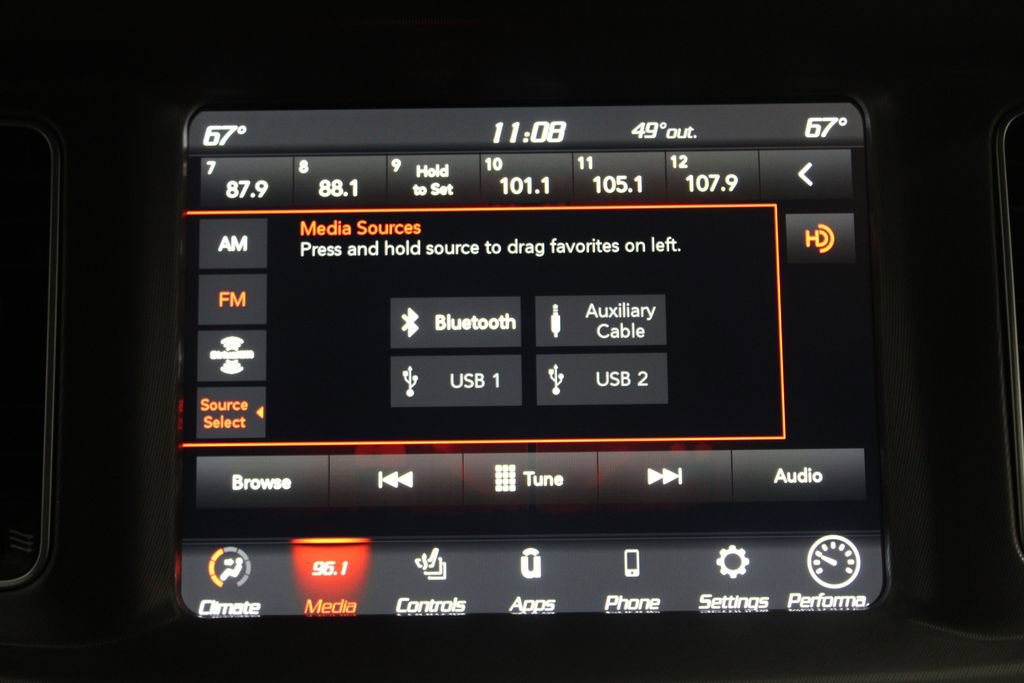 67°
11:08
49°out.
67°
7
87.9
8
88.1
9
Hold
to Set
10
101.1
11
105.1
12
107.9
AM
FM
Source
Select
Media Sources
Press and hold source to drag favorites on left.
Bluetooth
Auxiliary
Cable
USB 1
USB 2
HD
Browse
Tune
Audio
96.1
Climate
Media
Controls
Apps
Phone
Settings
Performa